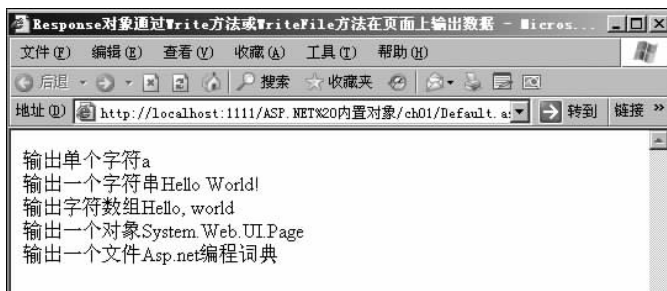 Response对象通过Write方法或WriteFile方法在页面上输出数据 - Micros...
文件(F) 编辑(E) 查看(V) 收藏(A) 工具(T) 帮助(H)
后退 搜索 收藏夹
地址(D) http://localhost:1111/ASP.NET%20内置对象/ch01/Default.a 转到 链接 »
输出单个字符a
输出一个字符串Hello World!
输出字符数组Hello, world
输出一个对象System.Web.UI.Page
输出一个文件Asp.net编程词典